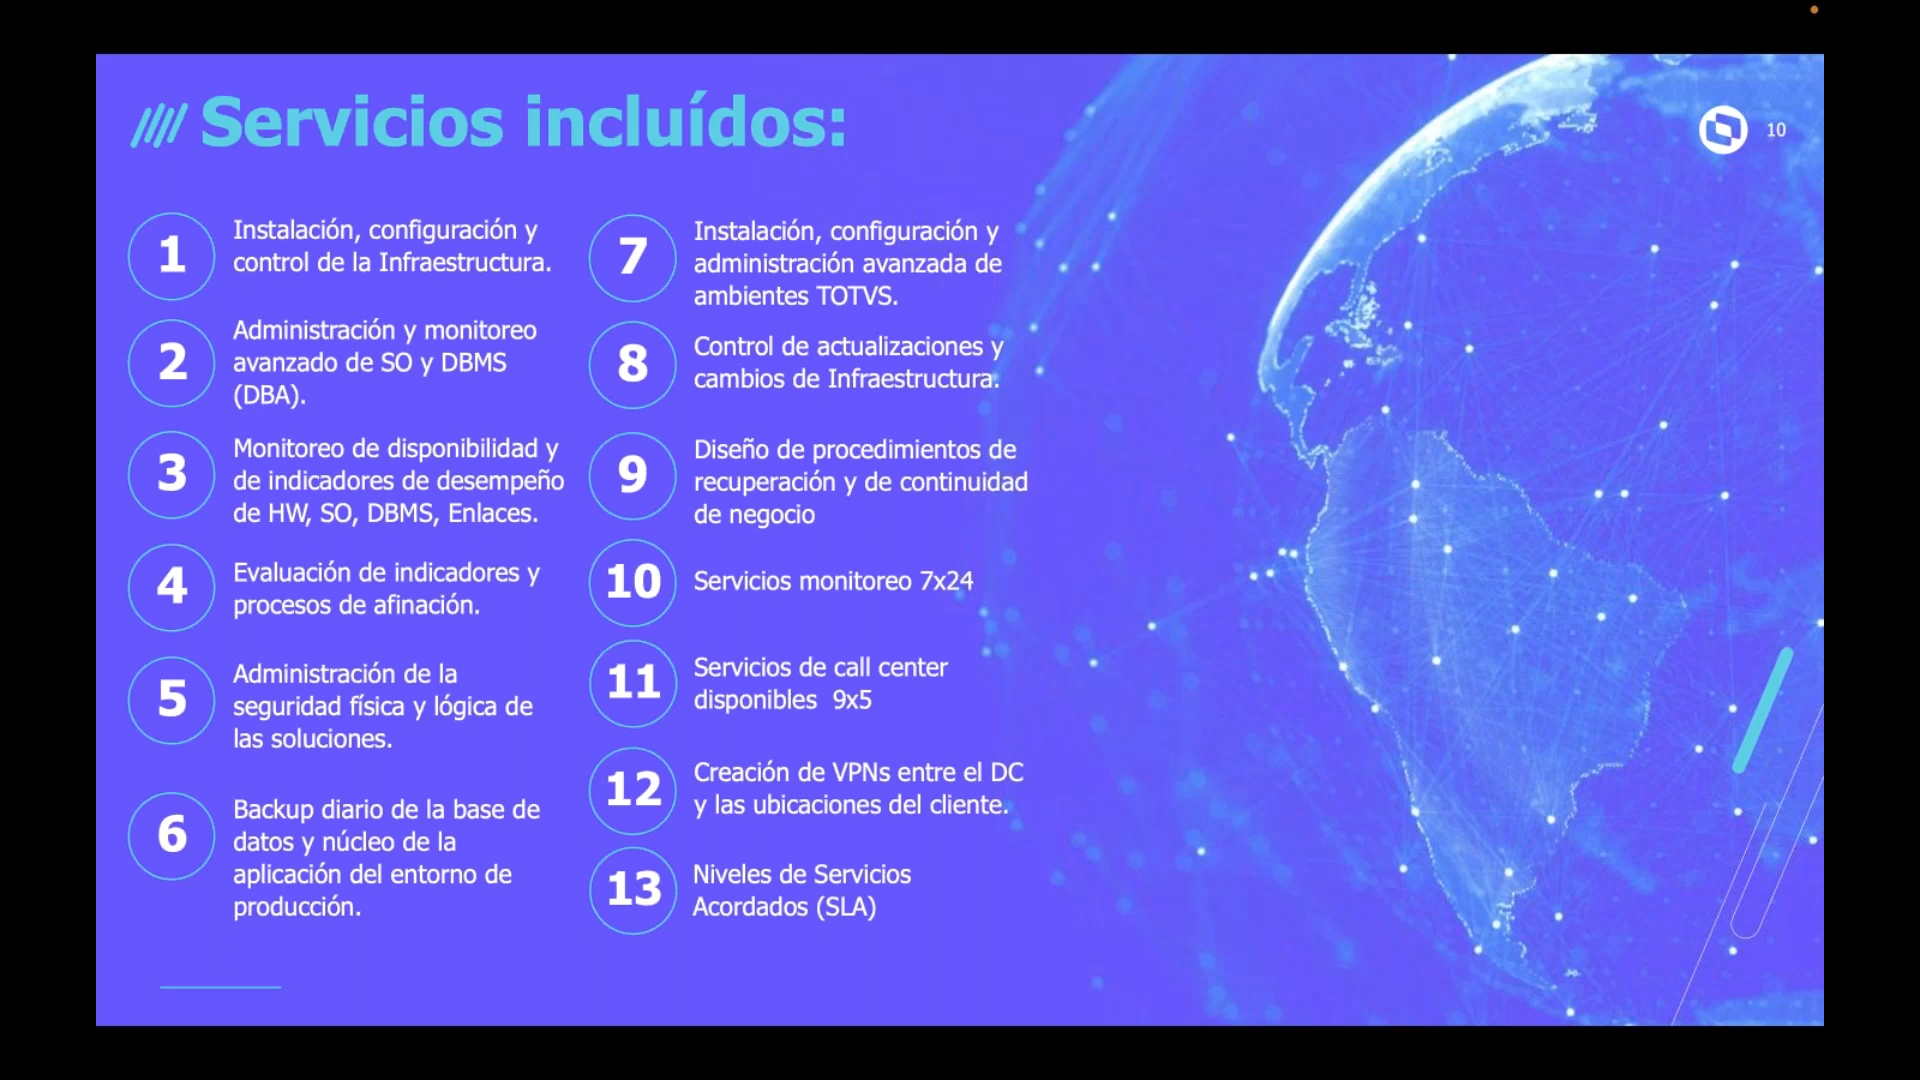 Servicios incluídos:
10
1
Instalación, configuración y
control de la Infraestructura.
2
Administración y monitoreo
avanzado de SO y DBMS
(DBA).
3
Monitoreo de disponibilidad y
de indicadores de desempeño
de HW, SO, DBMS, Enlaces.
4
Evaluación de indicadores y
procesos de afinación.
5
Administración de la
seguridad física y lógica de
las soluciones.
6
Backup diario de la base de
datos y núcleo de la
aplicación del entorno de
producción.
7
Instalación, configuración y
administración avanzada de
ambientes TOTVS.
8
Control de actualizaciones y
cambios de Infraestructura.
9
Diseño de procedimientos de
recuperación y de continuidad
de negocio
10
Servicios monitoreo 7x24
11
Servicios de call center
disponibles  9x5
12
Creación de VPNs entre el DC
y las ubicaciones del cliente.
13
Niveles de Servicios
Acordados (SLA)